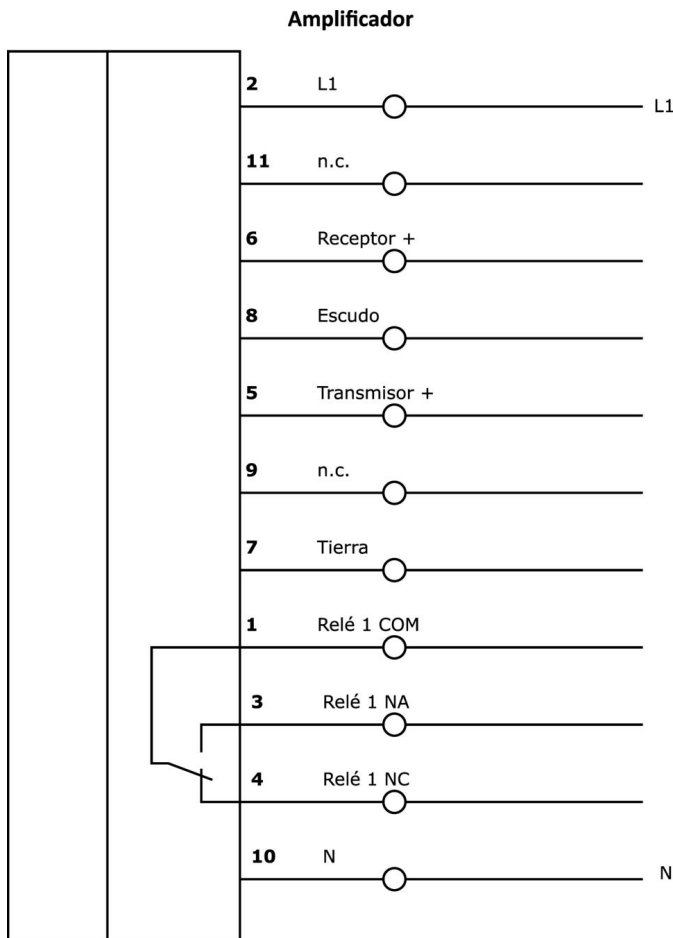 Amplificador
2 L1
L1
11 n.c.
6 Receptor +
8 Escudo
5 Transmisor +
9 n.c.
7 Tierra
1 Relé 1 COM
3 Relé 1 NA
4 Relé 1 NC
10 N
N